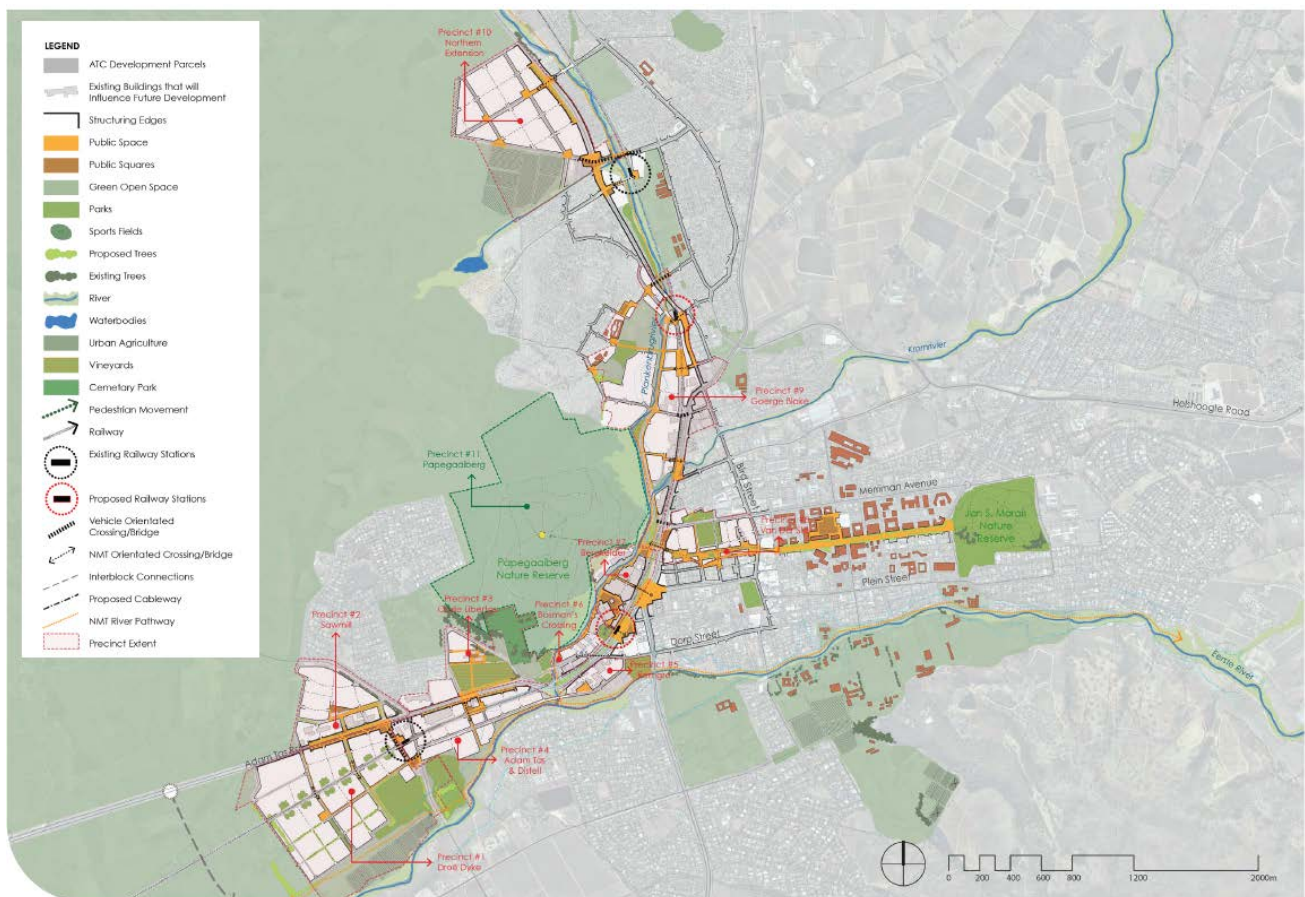 LEGEND
ATC Development Parcels
Existing Buildings that will
Influence Future Development
Structuring Edges
Public Space
Public Squares
Green Open Space
Parks
Sports Fields
Proposed Trees
Existing Trees
River
Waterbodies
Urban Agriculture
Vineyards
Cemetary Park
Pedestrian Movement
Railway
Existing Railway Stations
Proposed Railway Stations
Vehicle Orientated
Crossing/Bridge
NMT Orientated Crossing/Bridge
Interblock Connections
Proposed Cableway
NMT River Pathway
Precinct Extent
Precinct #10
Northern
Extension
Plankenbrugrivier
Kromrivier
Helshoogte Road
Precinct #9
Goerge Blake
Precinct #11
Papegaaiberg
Bird Street
Merriman Avenue
Jan S. Marais
Nature
Reserve
Van Der
Plein Street
Precinct #7
Bergkelder
Papegaaiberg
Nature Reserve
Precinct #3
Libertas
Precinct #6
Bosman's
Crossing
Precinct #2
Sawmill
Dorp Street
Precinct #5
Eerste River
Adam Tas
Precinct #4
Adam Tas
& Distell
Precinct #1
Droë Dyke
0 200 400 600 800 1200 2000m